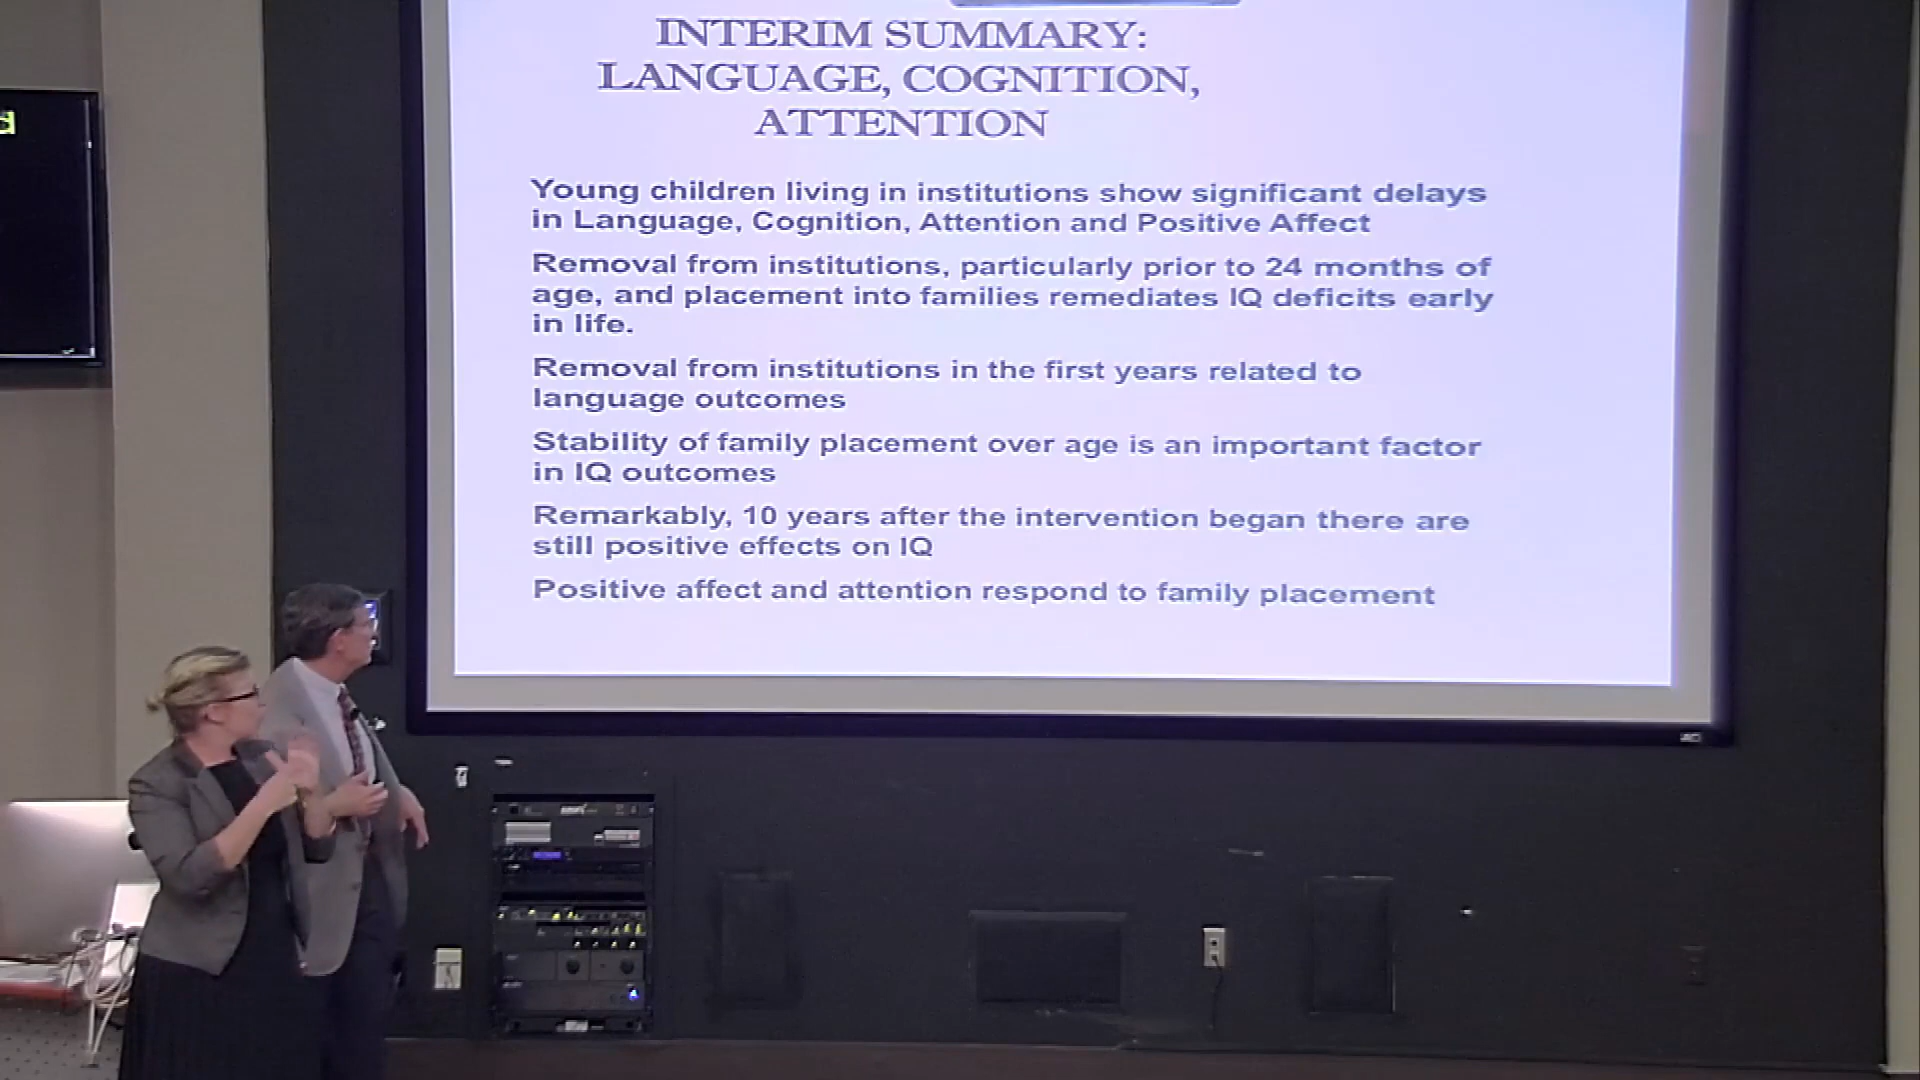 INTERIM SUMMARY:
LANGUAGE, COGNITION,
ATTENTION
Young children living in institutions show significant delays
in Language, Cognition, Attention and Positive Affect
Removal from institutions, particularly prior to 24 months of
age, and placement into families remediates IQ deficits early
in life.
Removal from institutions in the first years related to
language outcomes
Stability of family placement over age is an important factor
in IQ outcomes
Remarkably, 10 years after the intervention began there are
still positive effects on IQ
Positive affect and attention respond to family placement